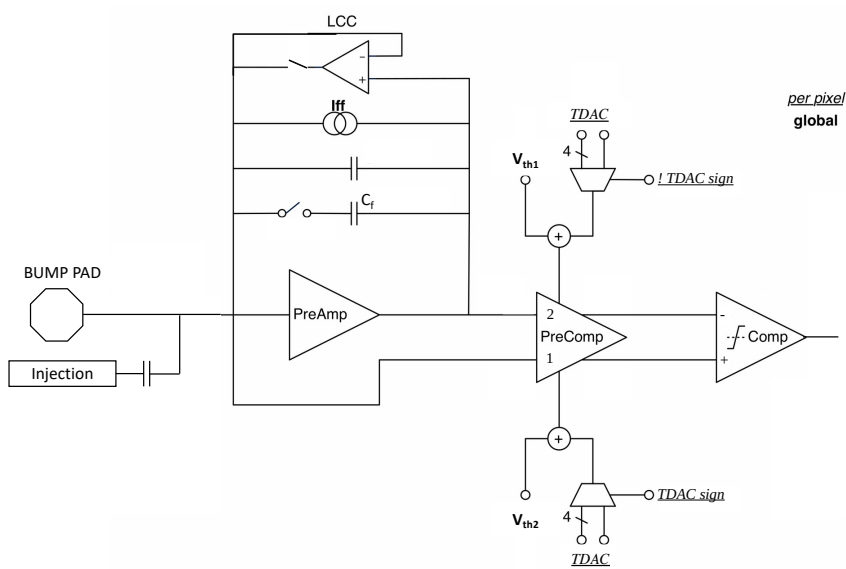 LCC
-
+
Iff
TDAC
per pixel
global
4
Vth1
! TDAC sign
Cf
+
BUMP PAD
PreAmp
2
PreComp
1
-
Comp
+
Injection
+
TDAC sign
Vth2
4
TDAC